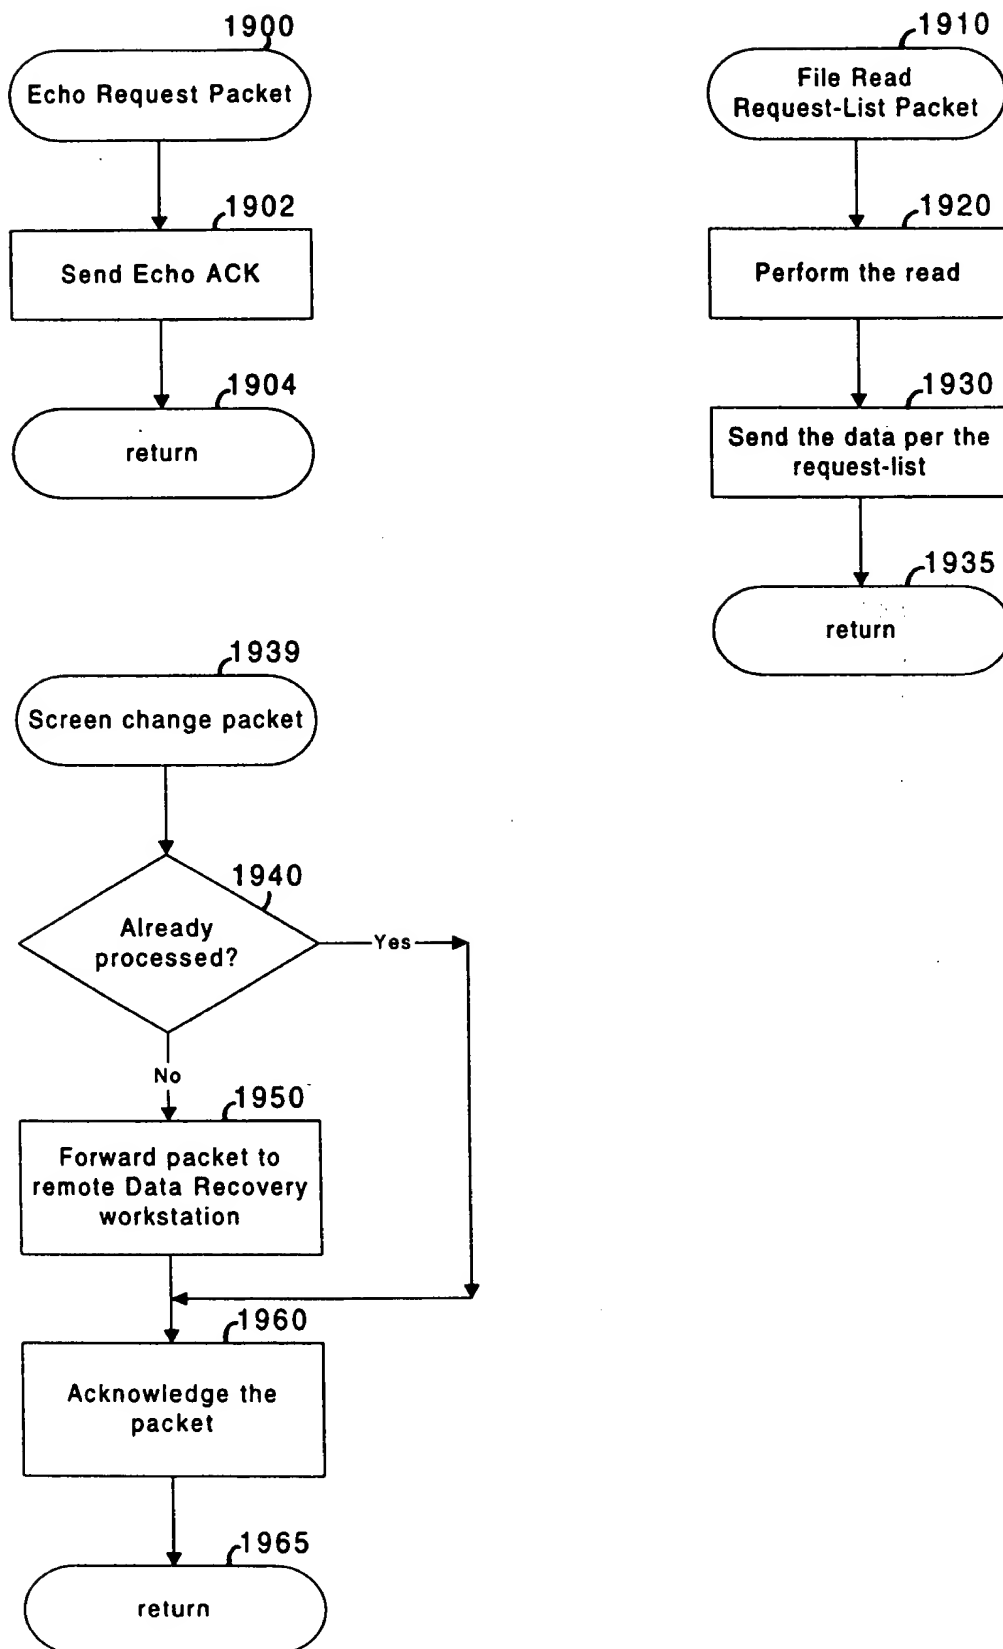 1900
Echo Request Packet
1902
Send Echo ACK
1904
return
1910
File Read
Request-List Packet
1920
Perform the read
1930
Send the data per the
request-list
1935
return
1939
Screen change packet
1940
Already
processed?
Yes
No
1950
Forward packet to
remote Data Recovery
workstation
1960
Acknowledge the
packet
1965
return